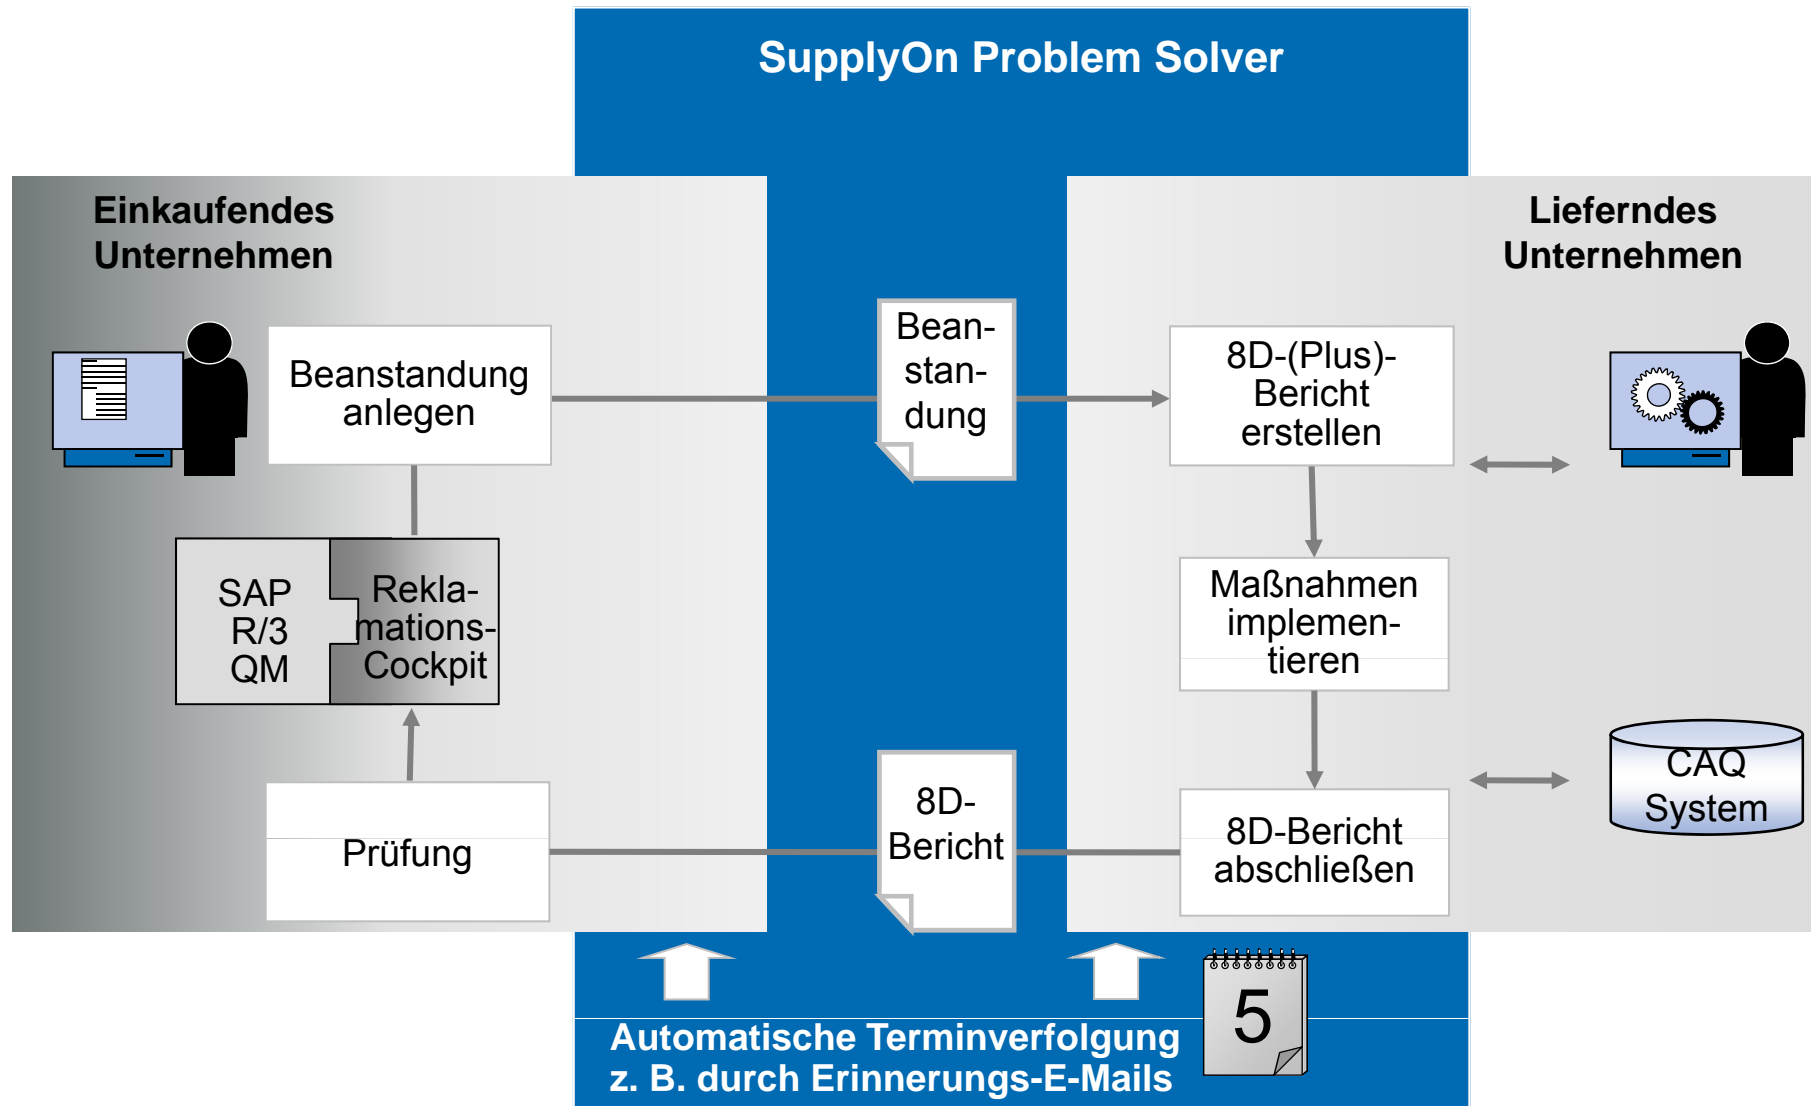 SupplyOn Problem Solver
Einkaufendes
Unternehmen
Lieferndes
Unternehmen
Beanstandung
anlegen
Bean-
stan-
dung
8D-(Plus)-
Bericht
erstellen
SAP
R/3
QM
Rekla-
mations-
Cockpit
Maßnahmen
implemen-
tieren
Prüfung
8D-
Bericht
8D-Bericht
abschließen
CAQ
System
Automatische Terminverfolgung
z. B. durch Erinnerungs-E-Mails
5